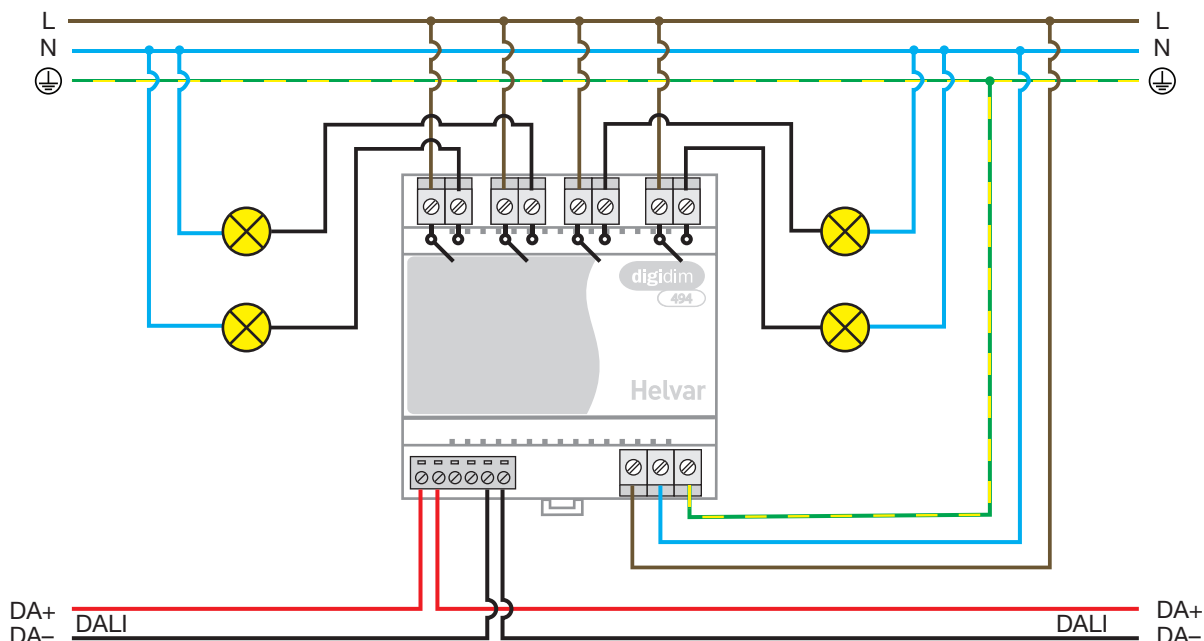 L L
N N
digidim
494
Helvar
DA+ DA+
DALI DALI
DA– DA–